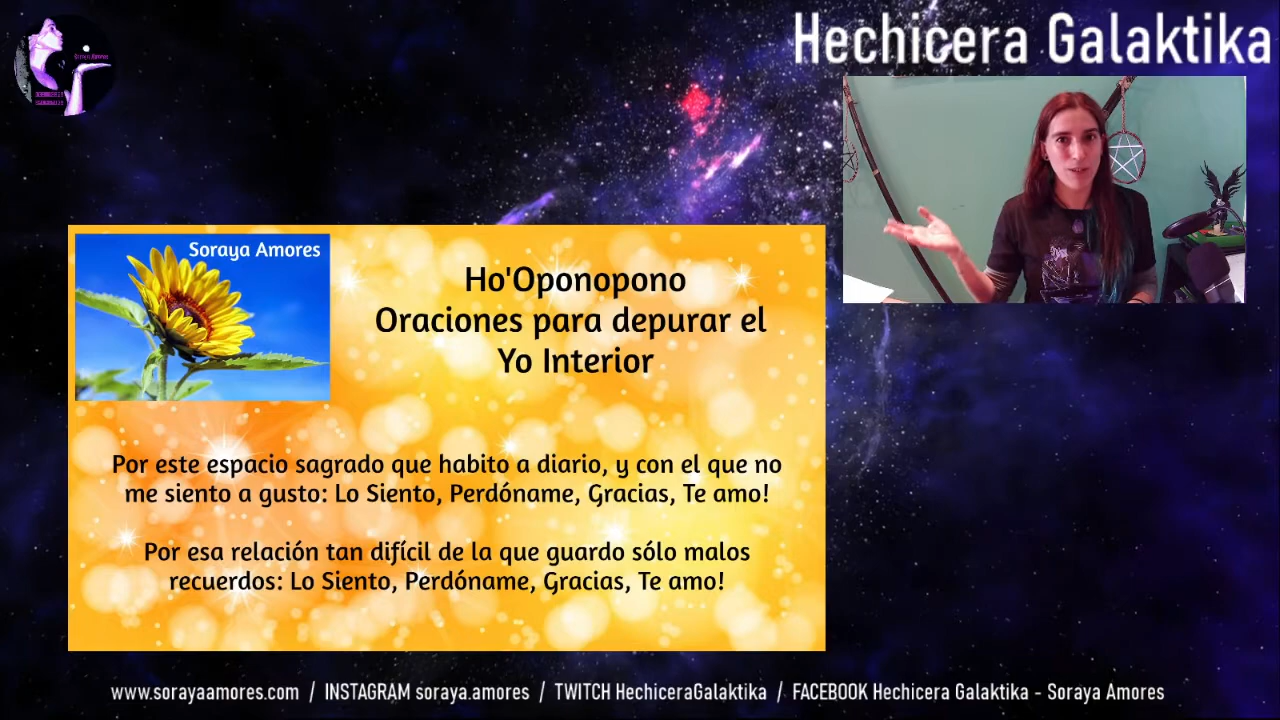 Hechicera Galaktika
Soraya Amores
Ho'Oponopono
Oraciones para depurar el
Yo Interior
Por este espacio sagrado que habito a diario, y con el que no
me siento a gusto: Lo Siento, Perdóname, Gracias, Te amo!
Por esa relación tan difícil de la que guardo sólo malos
recuerdos: Lo Siento, Perdóname, Gracias, Te amo!
www.sorayaamores.com / INSTAGRAM soraya.amores / TWITCH HechiceraGalaktika / FACEBOOK Hechicera Galaktika - Soraya Amores